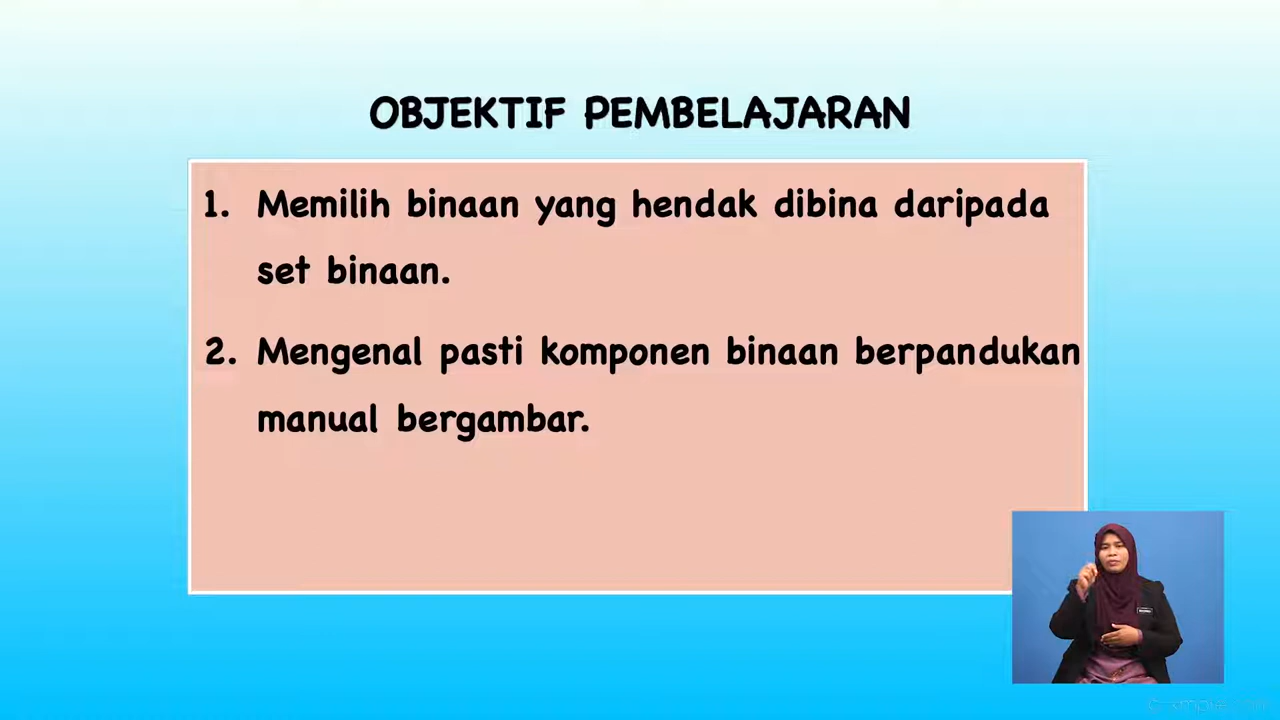 OBJEKTIF PEMBELAJARAN
1. Memilih binaan yang hendak dibina daripada
set binaan.
2. Mengenal pasti komponen binaan berpandukan
manual bergambar.